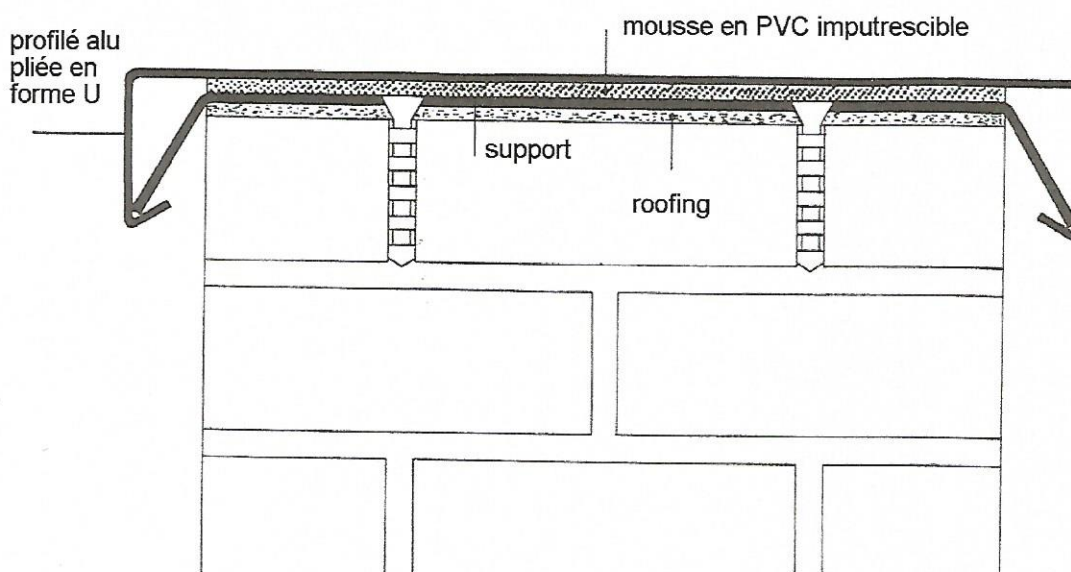 profilé alu
pliée en
forme U
mousse en PVC imputrescible
support
roofing